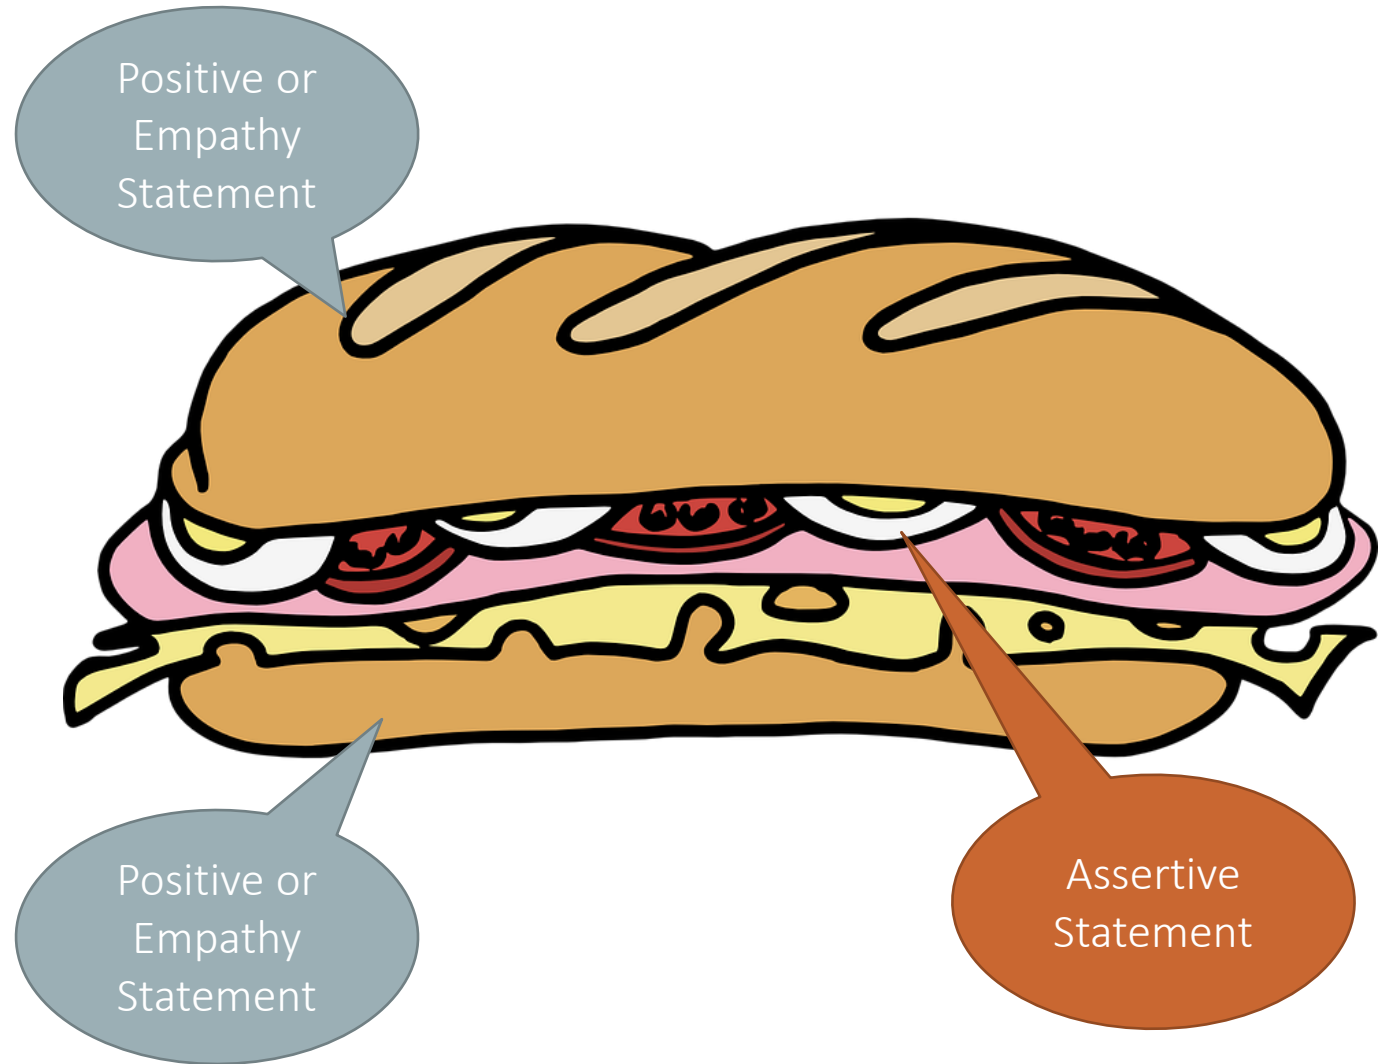 Positive or
Empathy
Statement
Positive or
Empathy
Statement
Assertive
Statement